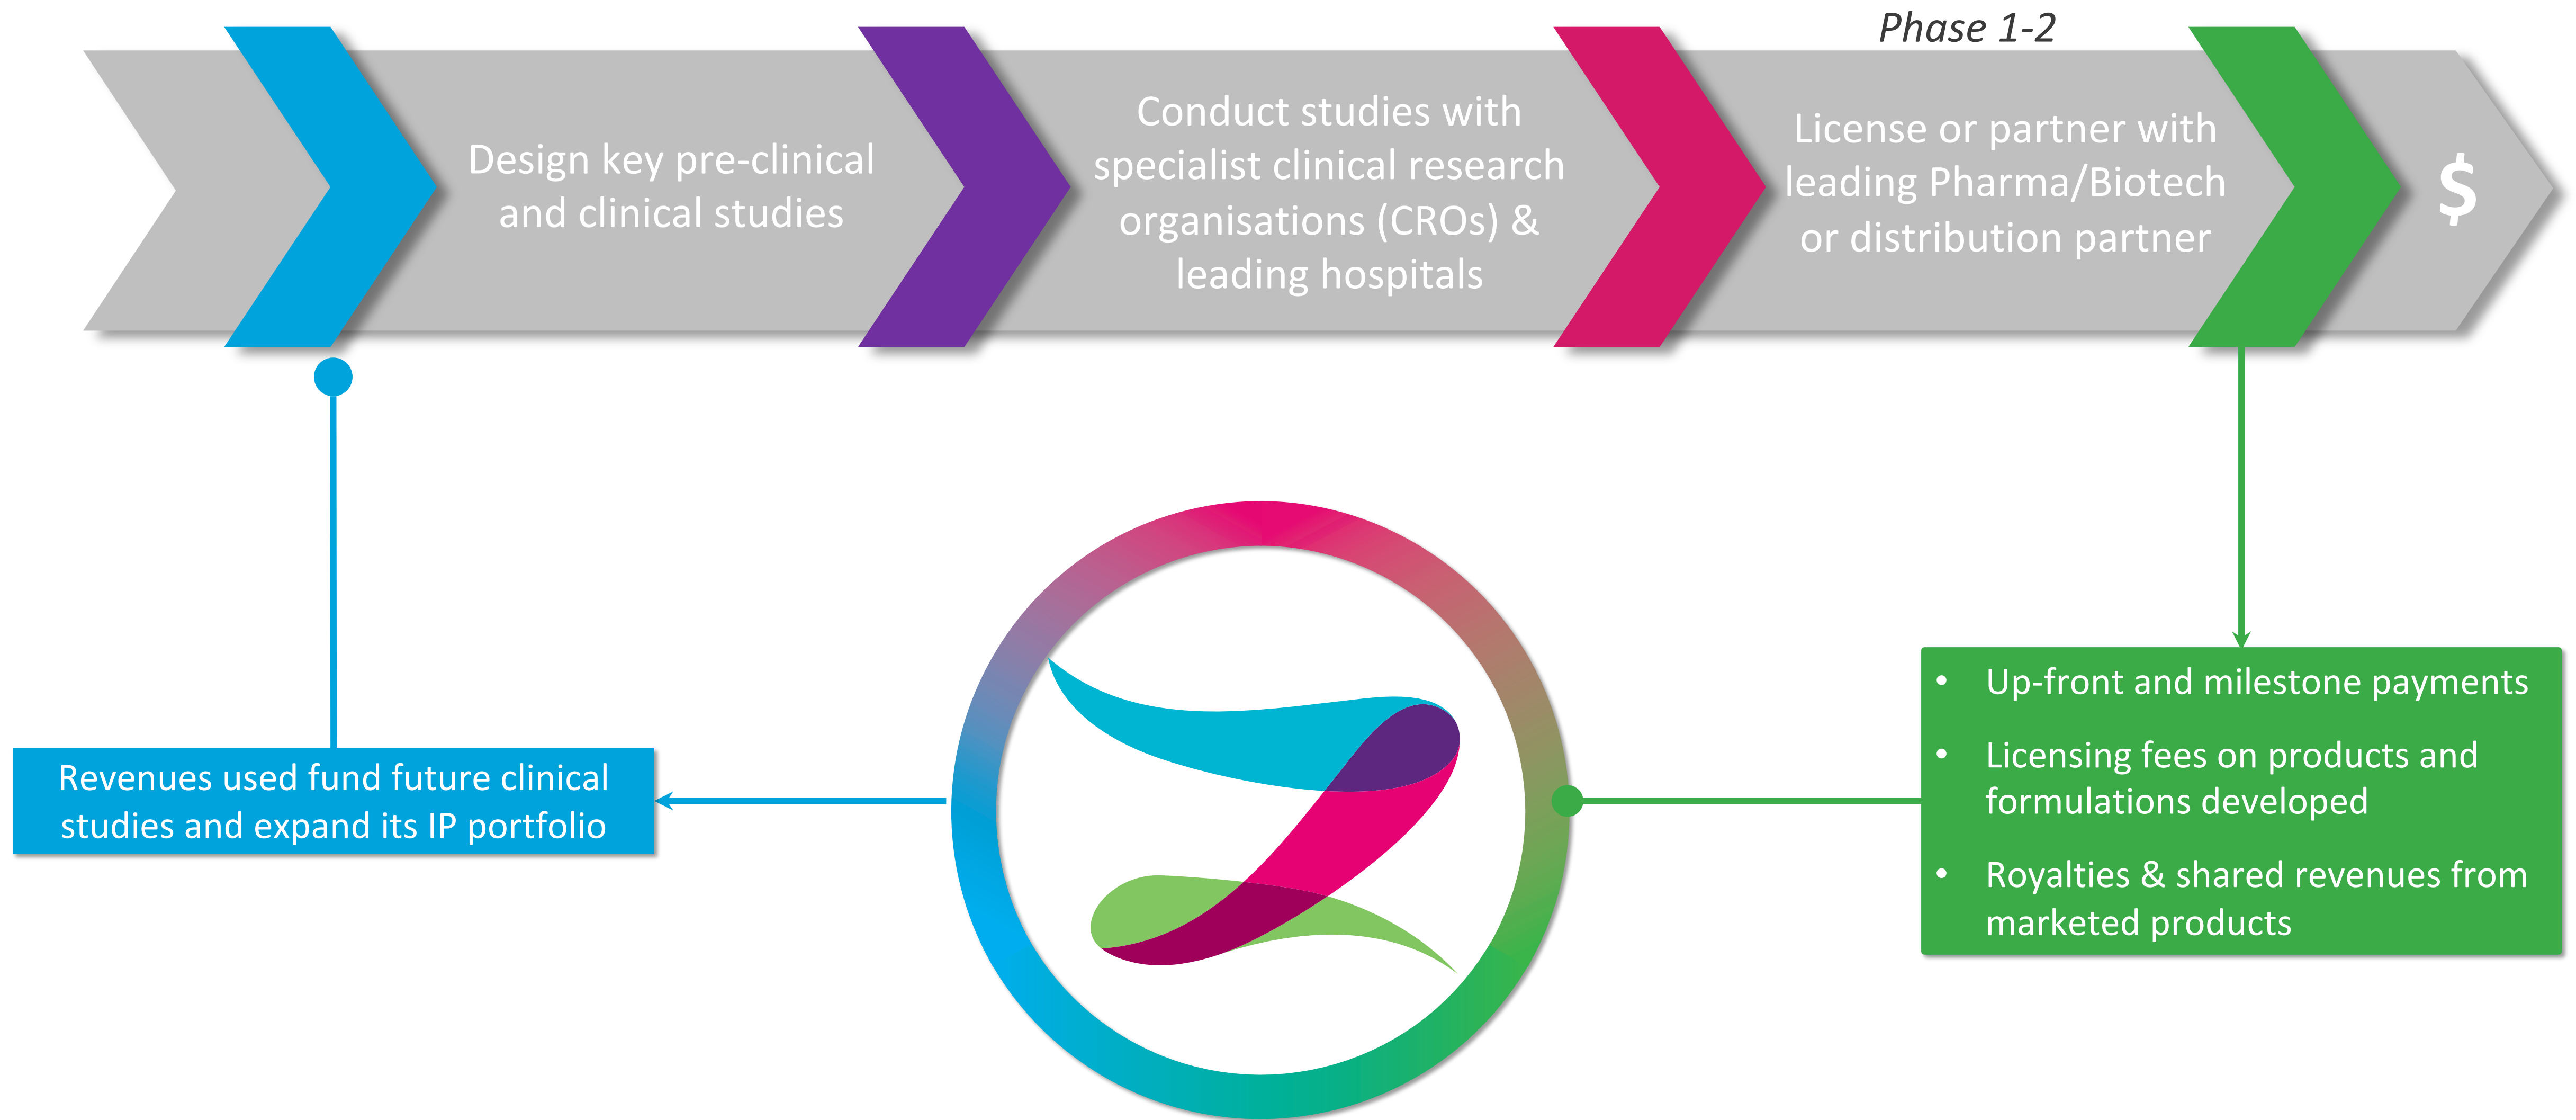 Phase 1-2
Design key pre-clinical
and clinical studies
Conduct studies with
specialist clinical research
organisations (CROs) &
leading hospitals
License or partner with
leading Pharma/Biotech
or distribution partner
$
Revenues used fund future clinical
studies and expand its IP portfolio
• Up-front and milestone payments
• Licensing fees on products and
formulations developed
• Royalties & shared revenues from
marketed products